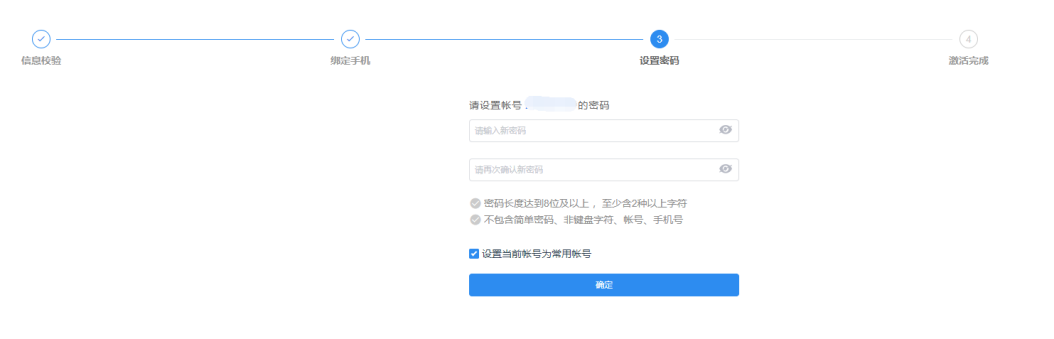 3
4
信息校验
绑定手机
设置密码
激活完成
请设置帐号 的密码
请输入新密码
请再次确认新密码
密码长度达到8位及以上，至少含2种以上字符
不包含简单密码、非键盘字符、帐号、手机号
设置当前帐号为常用帐号
确定